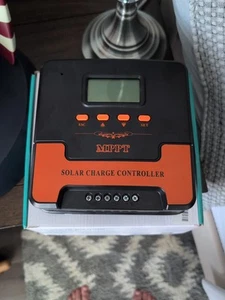 MPPT
SOLAR CHARGE CONTROLLER